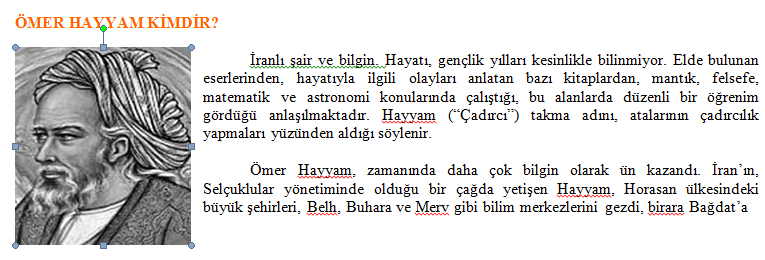 ÖMER HAYYAM KİMDİR?
İranlı şair ve bilgin. Hayatı, gençlik yılları kesinlikle bilinmiyor. Elde bulunan
eserlerinden, hayatıyla ilgili olayları anlatan bazı kitaplardan, mantık, felsefe,
matematik ve astronomi konularında çalıştığı, bu alanlarda düzenli bir öğrenim
gördüğü anlaşılmaktadır. Hayyam (“Çadırcı”) takma adını, atalarının çadırcılık
yapmaları yüzünden aldığı söylenir.
Ömer Hayyam, zamanında daha çok bilgin olarak ün kazandı. İran’ın,
Selçuklular yönetiminde olduğu bir çağda yetişen Hayyam, Horasan ülkesindeki
büyük şehirleri, Belh, Buhara ve Merv gibi bilim merkezlerini gezdi, birara Bağdat’a